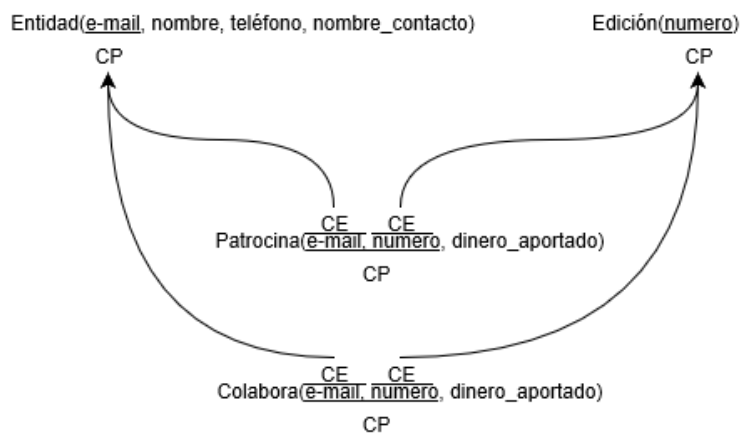 Entidad(e-mail, nombre, teléfono, nombre_contacto) Edición(numero)
CP CP
CE CE
Patrocina(e-mail, numero, dinero_aportado)
CP
CE CE
Colabora(e-mail, numero, dinero_aportado)
CP